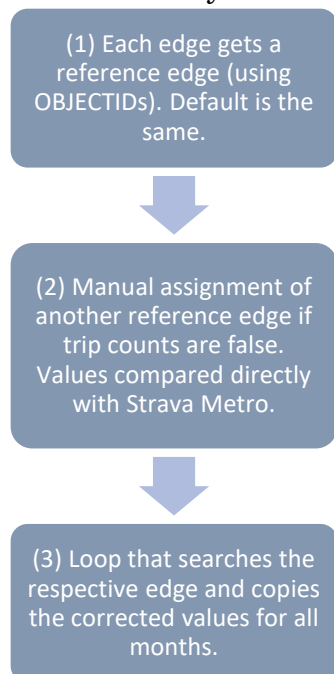 (1) Each edge gets a
reference edge (using
OBJECTIDs). Default is the
same.
(2) Manual assignment of
another reference edge if
trip counts are false.
Values compared directly
with Strava Metro.
(3) Loop that searches the
respective edge and copies
the corrected values for all
months.